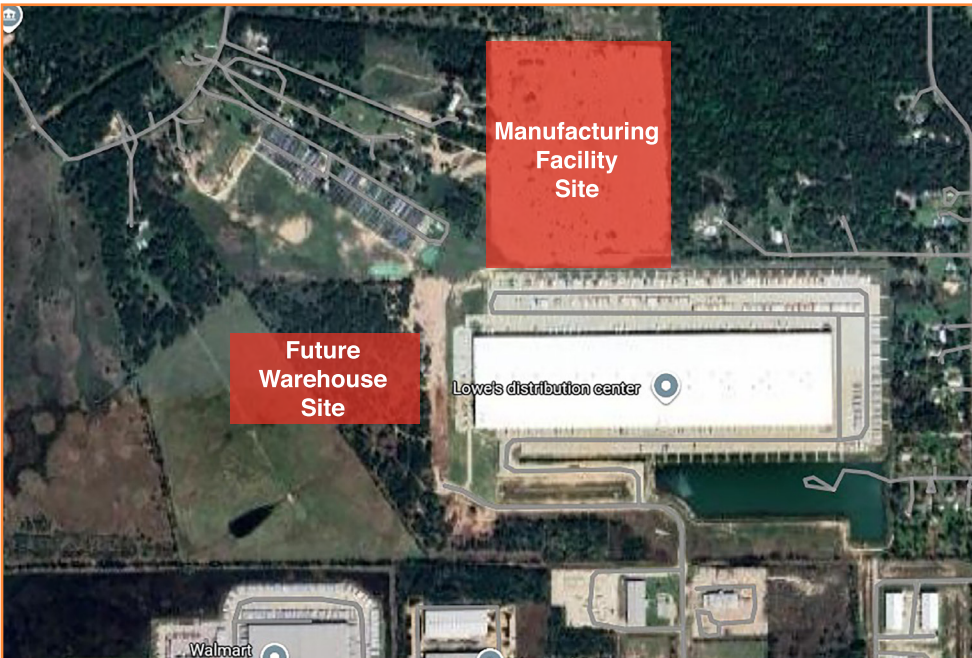 Manufacturing
Facility
Site
Future
Warehouse
Site
Lowe's distribution center
Walmart